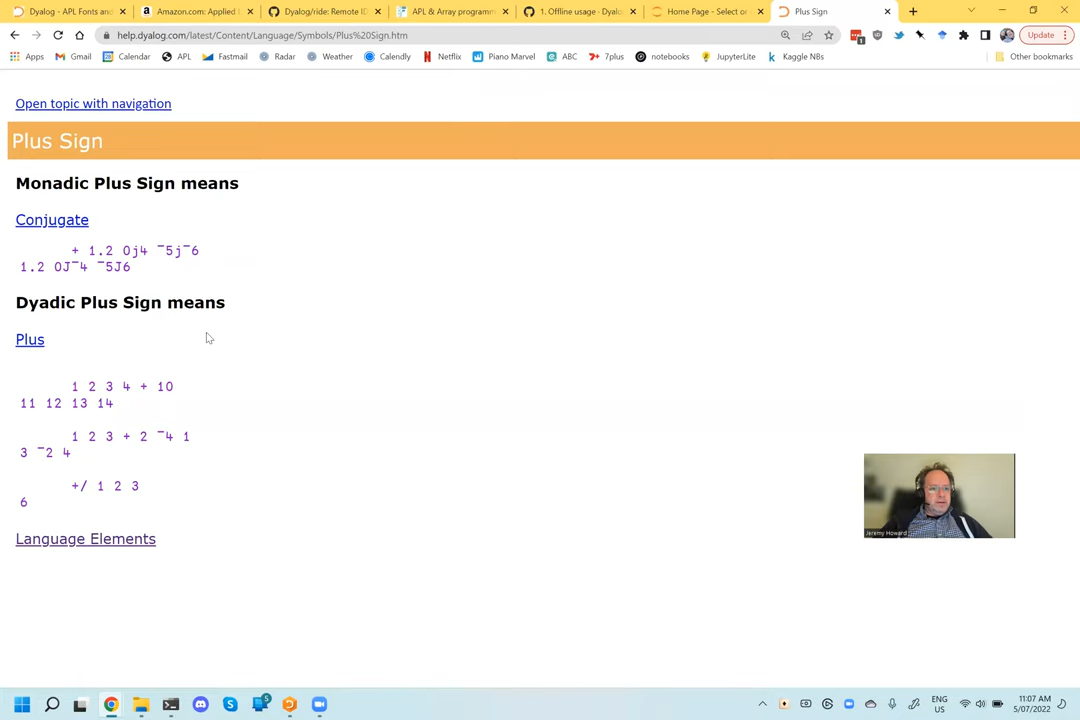 Dyalog - APL Fonts and
Amazon.com: Applied
Dyalog/ride: Remote I
APL & Array programm
1. Offline usage · Dyalo
Home Page - Select or
Plus Sign
help.dyalog.com/latest/Content/Language/Symbols/Plus%20Sign.htm
1
Update
Apps
Gmail
Calendar
APL
Fastmail
Radar
Weather
Calendly
Netflix
Piano Marvel
ABC
7plus
notebooks
JupyterLite
Kaggle NBs
Other bookmarks
Open topic with navigation
Plus Sign
Monadic Plus Sign means
Conjugate
+ 1.2 0j4 ¯5j¯6
1.2 0J¯4 ¯5J6
Dyadic Plus Sign means
Plus
1 2 3 4 + 10
11 12 13 14
1 2 3 + 2 ¯4 1
3 ¯2 4
+/ 1 2 3
6
Language Elements
Jeremy Howard
5
ENG
US
11:07 AM
5/07/2022